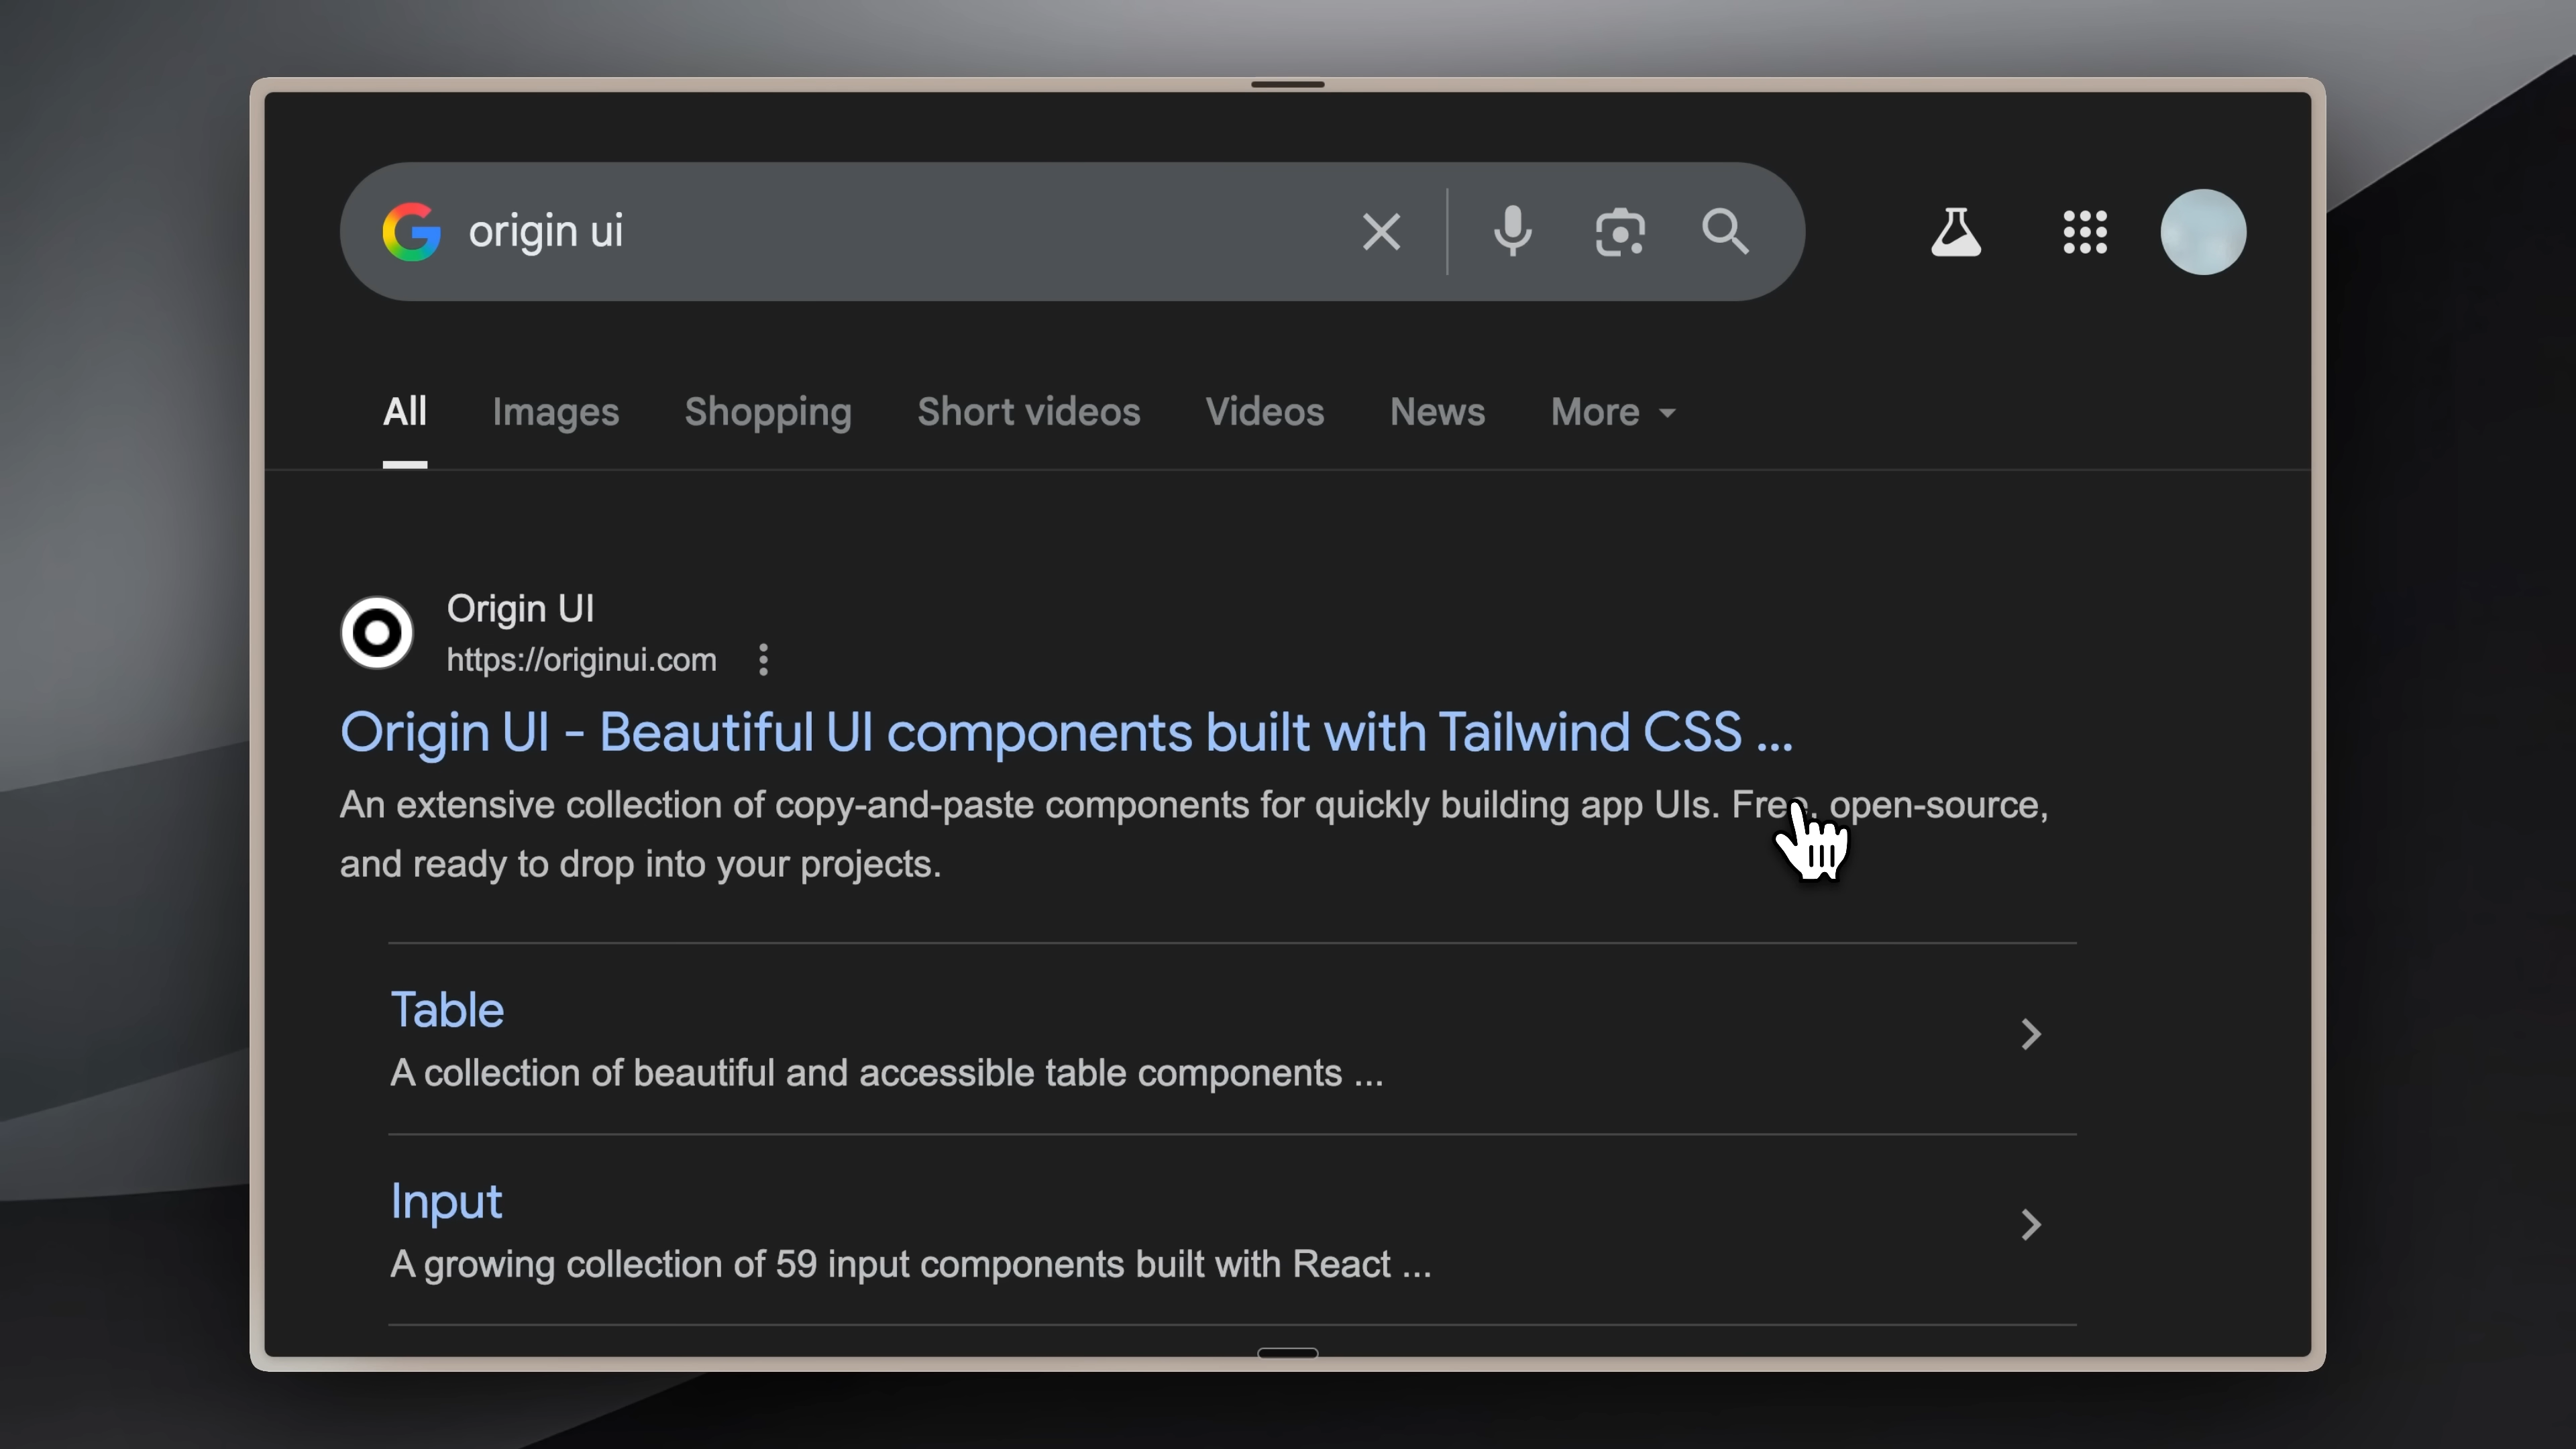 origin ui
All Images Shopping Short videos Videos News More
Origin UI
https://originui.com
Origin UI - Beautiful UI components built with Tailwind CSS ...
An extensive collection of copy-and-paste components for quickly building app UIs. Free, open-source,
and ready to drop into your projects.
Table
A collection of beautiful and accessible table components ...
Input
A growing collection of 59 input components built with React ...